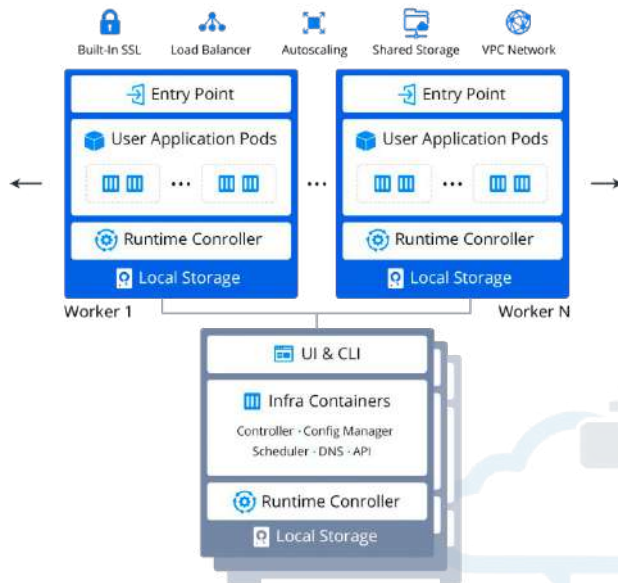 Built-In SSL
Load Balancer
Autoscaling
Shared Storage
VPC Network
Entry Point
User Application Pods
...
...
Runtime Conroller
Local Storage
Worker 1
Entry Point
User Application Pods
...
Runtime Conroller
Local Storage
Worker N
UI & CLI
Infra Containers
Controller · Config Manager
Scheduler · DNS · API
Runtime Conroller
Local Storage